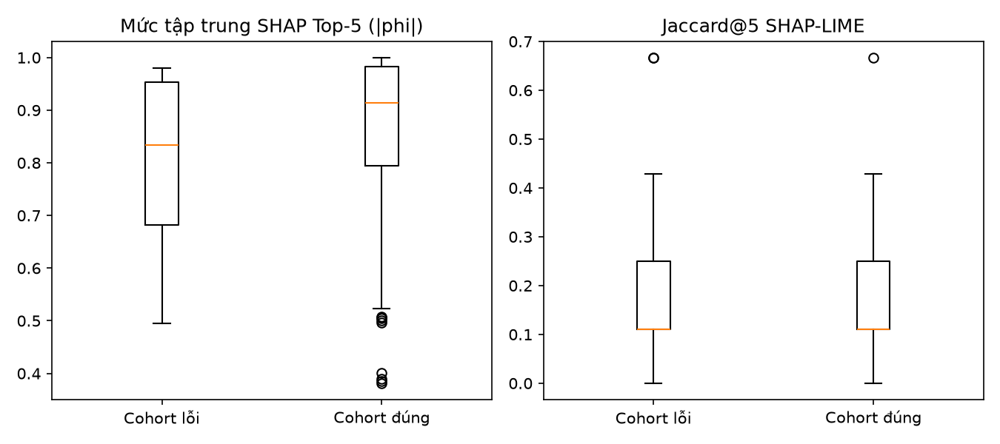 Mức tập trung SHAP Top-5 (|phi|)
1.0
0.9
0.8
0.7
0.6
0.5
0.4
Cohort lỗi
Cohort đúng
Jaccard@5 SHAP-LIME
0.7
0.6
0.5
0.4
0.3
0.2
0.1
0.0
Cohort lỗi
Cohort đúng